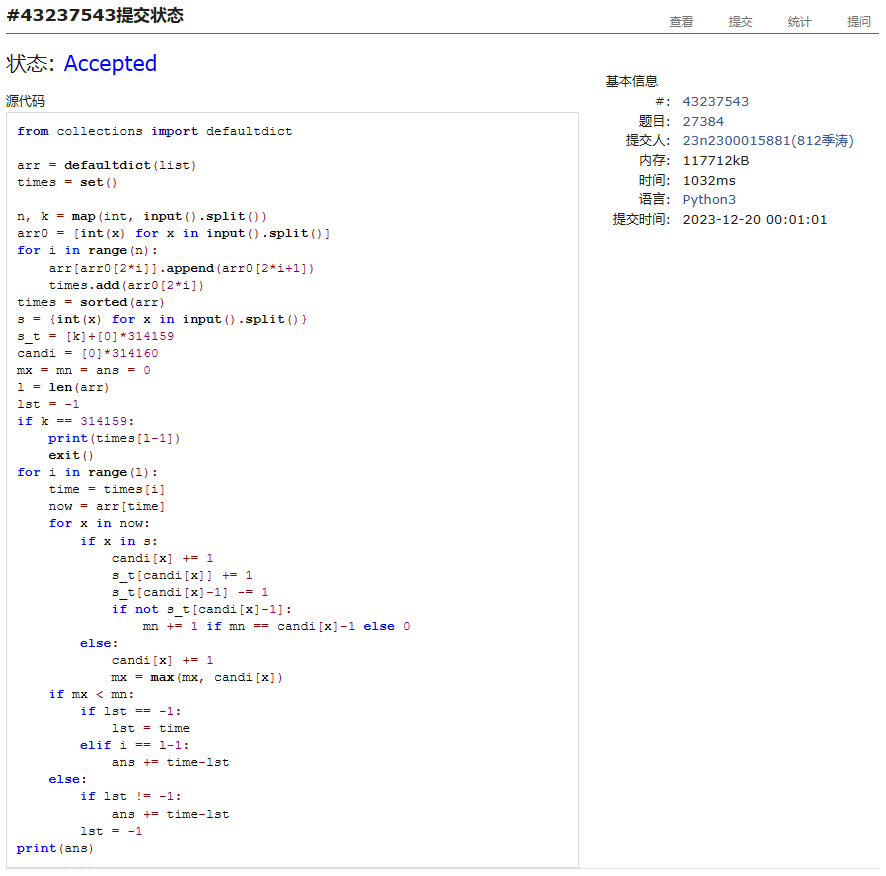 #43237543提交状态
查看 提交 统计 提问
状态: Accepted
源代码
from collections import defaultdict
arr = defaultdict(list)
times = set()
n, k = map(int, input().split())
arr0 = [int(x) for x in input().split()]
for i in range(n):
    arr[arr0[2*i]].append(arr0[2*i+1])
    times.add(arr0[2*i])
times = sorted(arr)
s = {int(x) for x in input().split()}
s_t = [k]+[0]*314159
candi = [0]*314160
mx = mn = ans = 0
l = len(arr)
lst = -1
if k == 314159:
    print(times[l-1])
    exit()
for i in range(l):
    time = times[i]
    now = arr[time]
    for x in now:
        if x in s:
            candi[x] += 1
            s_t[candi[x]] += 1
            s_t[candi[x]-1] -= 1
            if not s_t[candi[x]-1]:
                mn += 1 if mn == candi[x]-1 else 0
        else:
            candi[x] += 1
            mx = max(mx, candi[x])
    if mx < mn:
        if lst == -1:
            lst = time
        elif i == l-1:
            ans += time-lst
    else:
        if lst != -1:
            ans += time-lst
        lst = -1
print(ans)
基本信息
#: 43237543
题目: 27384
提交人: 23n2300015881(812季涛)
内存: 117712kB
时间: 1032ms
语言: Python3
提交时间: 2023-12-20 00:01:01